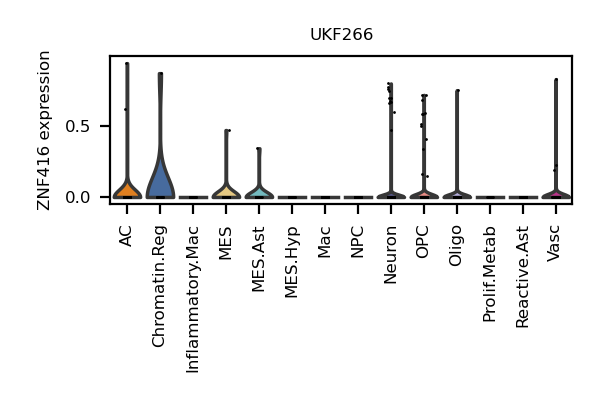 UKF266
ZNF416 expression
0.5
0.0
AC
Chromatin.Reg
Inflammatory.Mac
MES
MES.Ast
MES.Hyp
Mac
NPC
Neuron
OPC
Oligo
Prolif.Metab
Reactive.Ast
Vasc